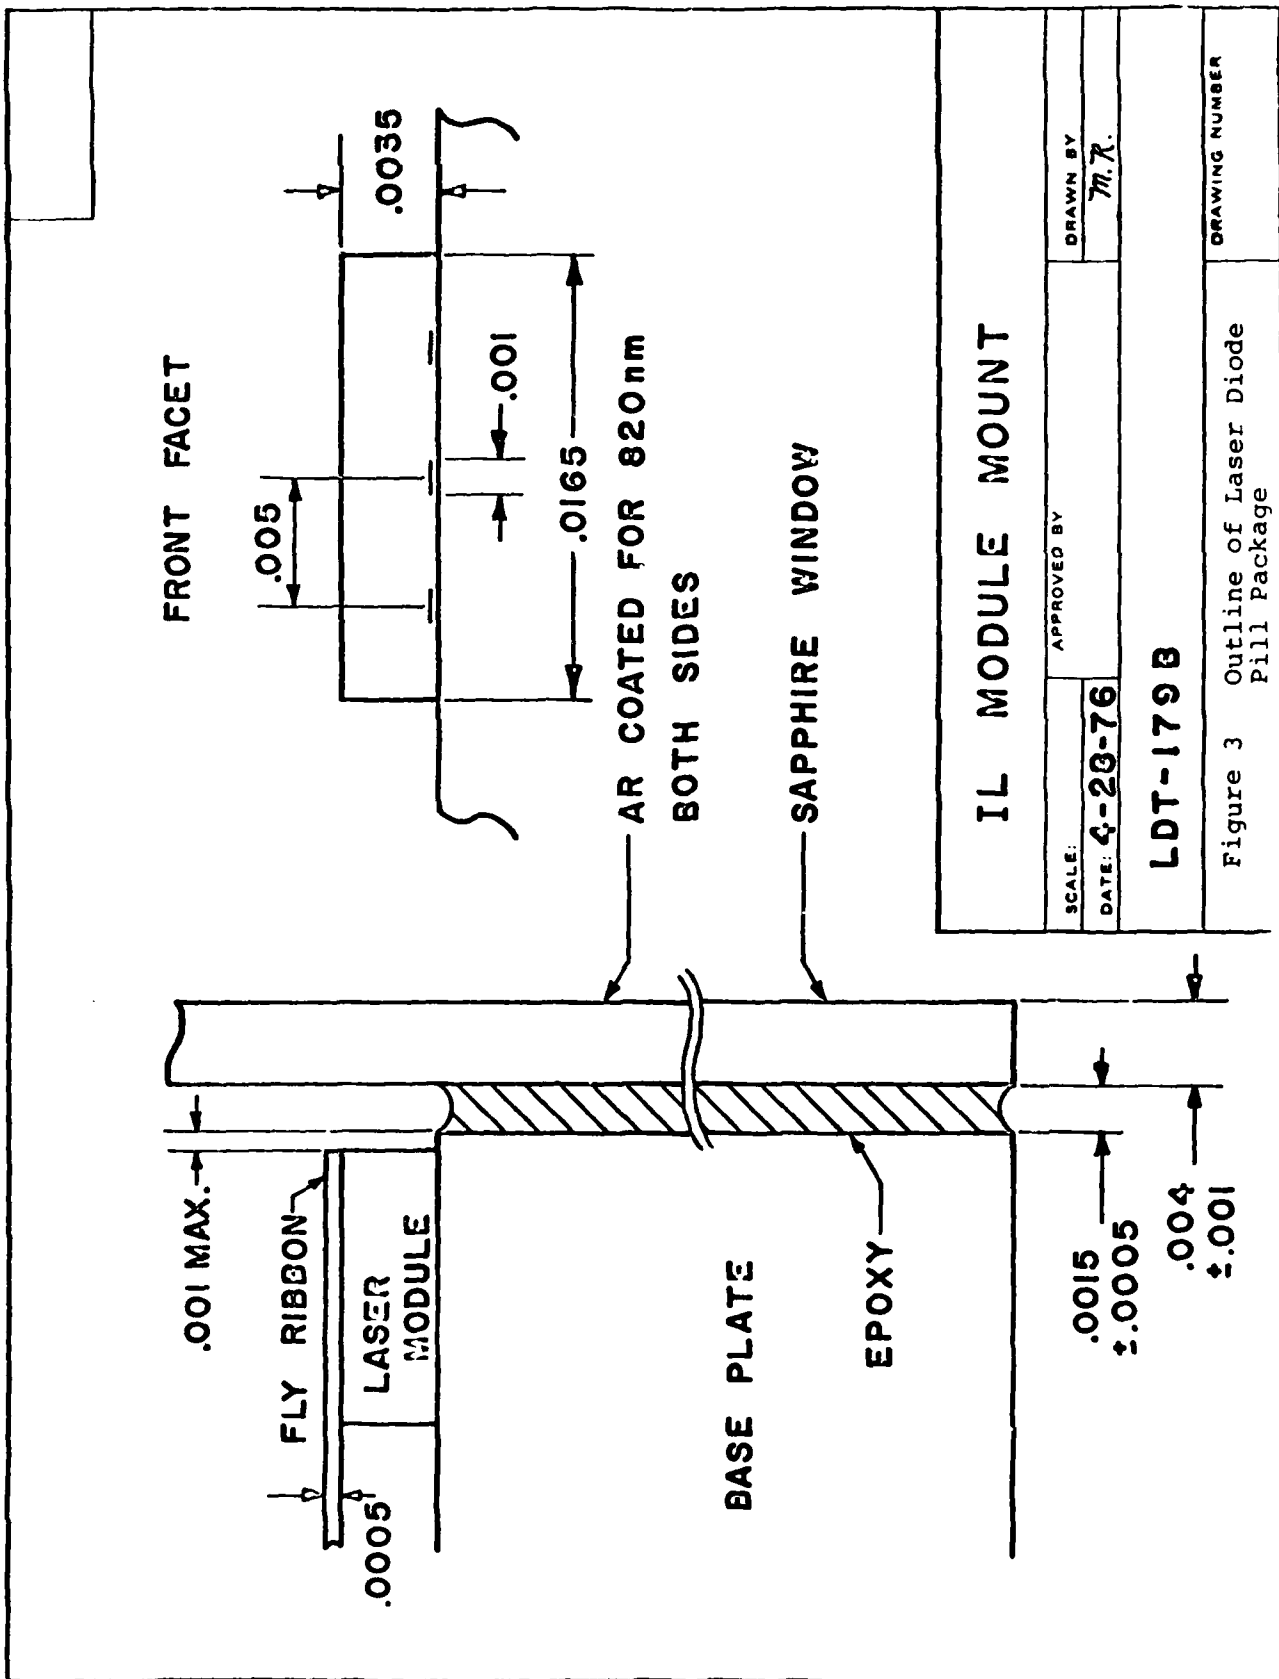 FRONT FACET
.005
.0035
.001
.0165
AR COATED FOR 820nm
BOTH SIDES
SAPPHIRE WINDOW
.001 MAX.
FLY RIBBON
LASER
MODULE
.0005
BASE PLATE
EPOXY
.0015
±.0005
.004
±.001
IL MODULE MOUNT
SCALE:
APPROVED BY
DRAWN BY
M.R.
DATE: 4-28-76
LDT-179B
DRAWING NUMBER
Figure 3 Outline of Laser Diode
Pill Package